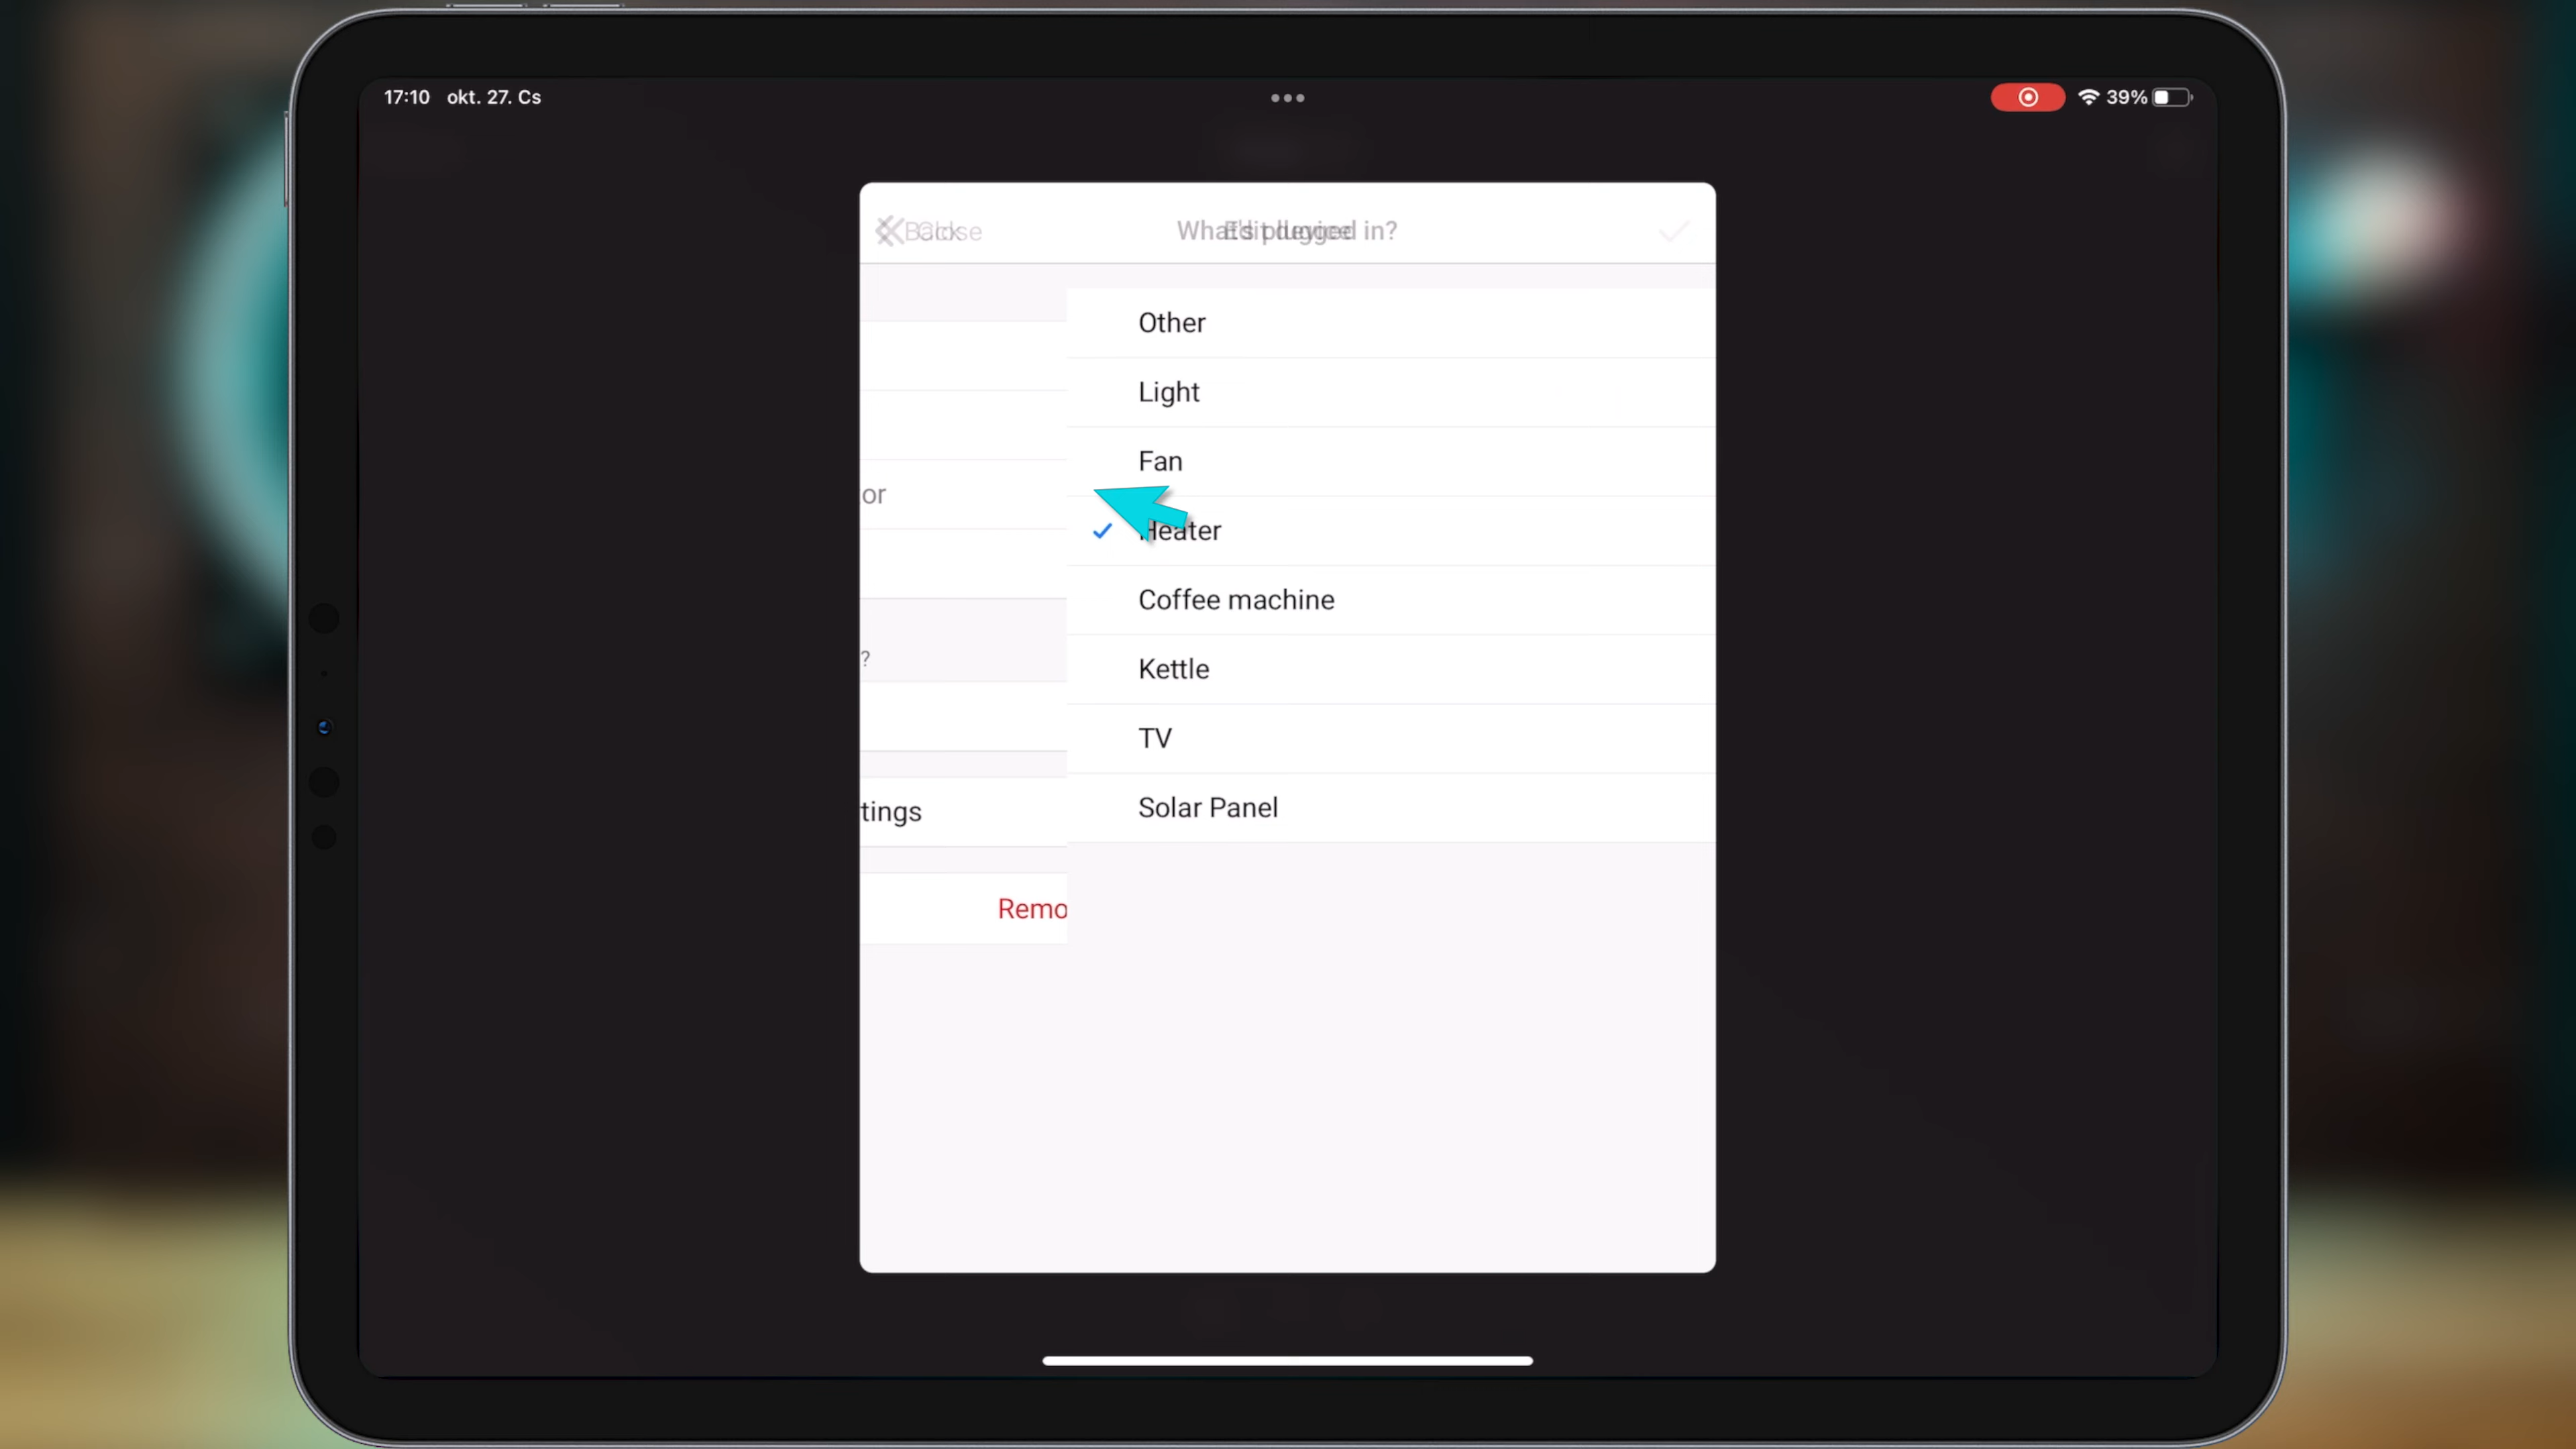 17:10 okt. 27. Cs
39%
Back
Close
What's plugged in?
Edit device
Other
Light
Fan
or
Heater
Coffee machine
?
Kettle
TV
Solar Panel
tings
Remo